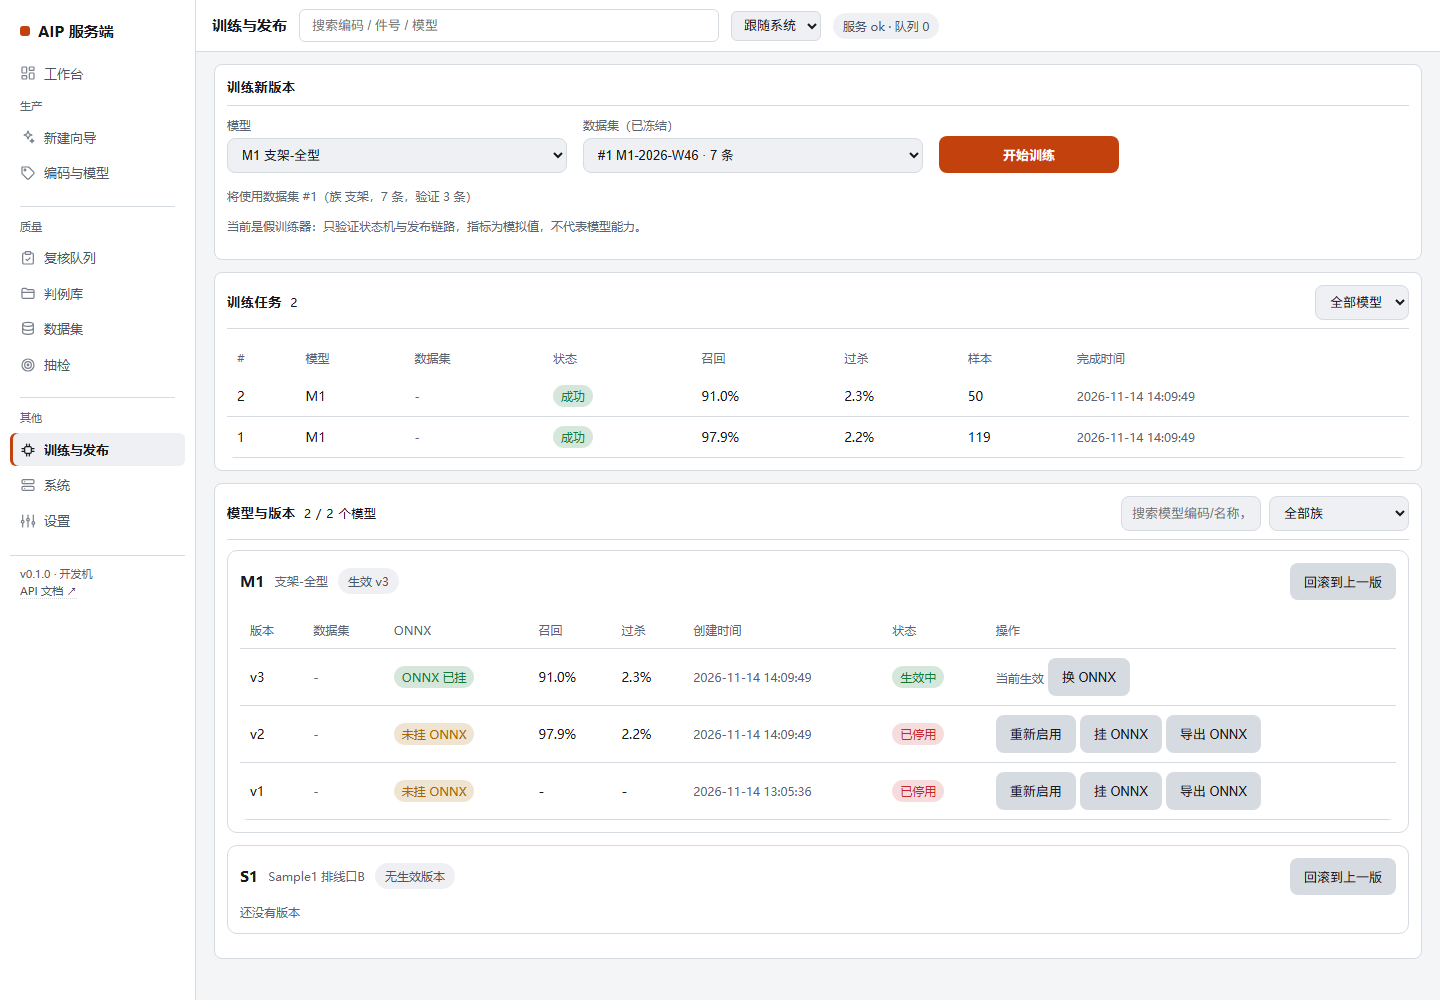 AIP 服务端
工作台
生产
新建向导
编码与模型
质量
复核队列
判例库
数据集
抽检
其他
训练与发布
系统
设置
v0.1.0 · 开发机
API 文档 ↗
训练与发布
搜索编码 / 件号 / 模型
跟随系统
服务 ok · 队列 0
训练新版本
模型
数据集（已冻结）
M1 支架-全型
#1 M1-2026-W46 · 7 条
开始训练
将使用数据集 #1（族 支架，7 条，验证 3 条）
当前是假训练器：只验证状态机与发布链路，指标为模拟值，不代表模型能力。
训练任务 2
全部模型
# 模型 数据集 状态 召回 过杀 样本 完成时间
2 M1 - 成功 91.0% 2.3% 50 2026-11-14 14:09:49
1 M1 - 成功 97.9% 2.2% 119 2026-11-14 14:09:49
模型与版本 2 / 2 个模型
搜索模型编码/名称，
全部族
M1 支架-全型 生效 v3
回滚到上一版
版本 数据集 ONNX 召回 过杀 创建时间 状态 操作
v3 - ONNX 已挂 91.0% 2.3% 2026-11-14 14:09:49 生效中 当前生效 换 ONNX
v2 - 未挂 ONNX 97.9% 2.2% 2026-11-14 14:09:49 已停用 重新启用 挂 ONNX 导出 ONNX
v1 - 未挂 ONNX - - 2026-11-14 13:05:36 已停用 重新启用 挂 ONNX 导出 ONNX
S1 Sample1 排线口B 无生效版本
回滚到上一版
还没有版本